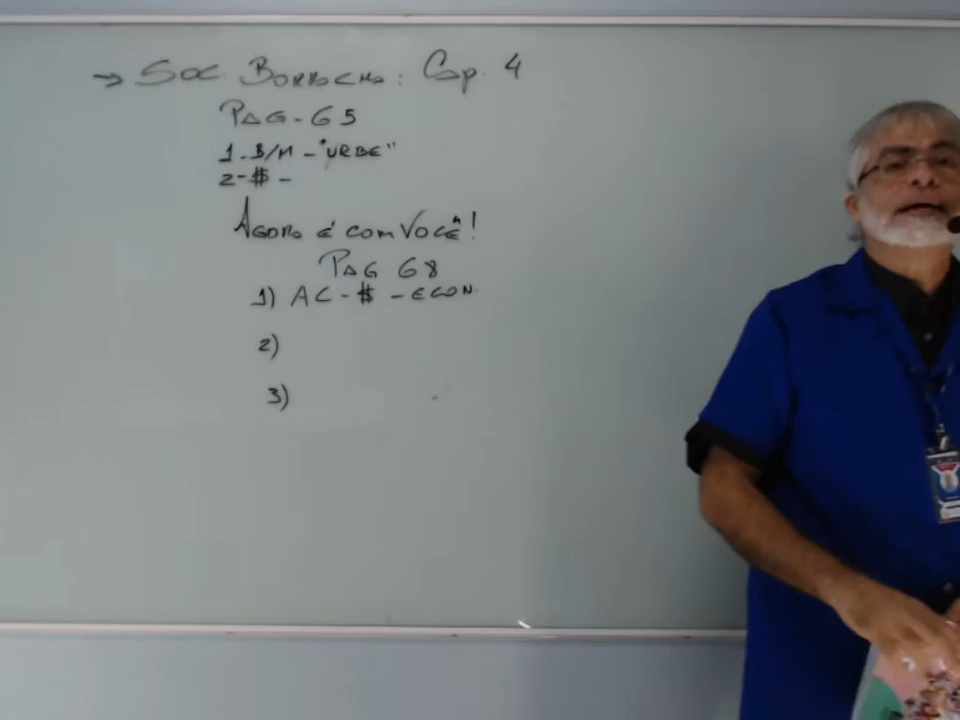 → Soc. Borracha: Cap. 4
PAG - 65
1 - B/M - "URBE"
2 - $ -
Agora é com Você"!
PAG 68
1) AC - $ - ECON.
2)
3)